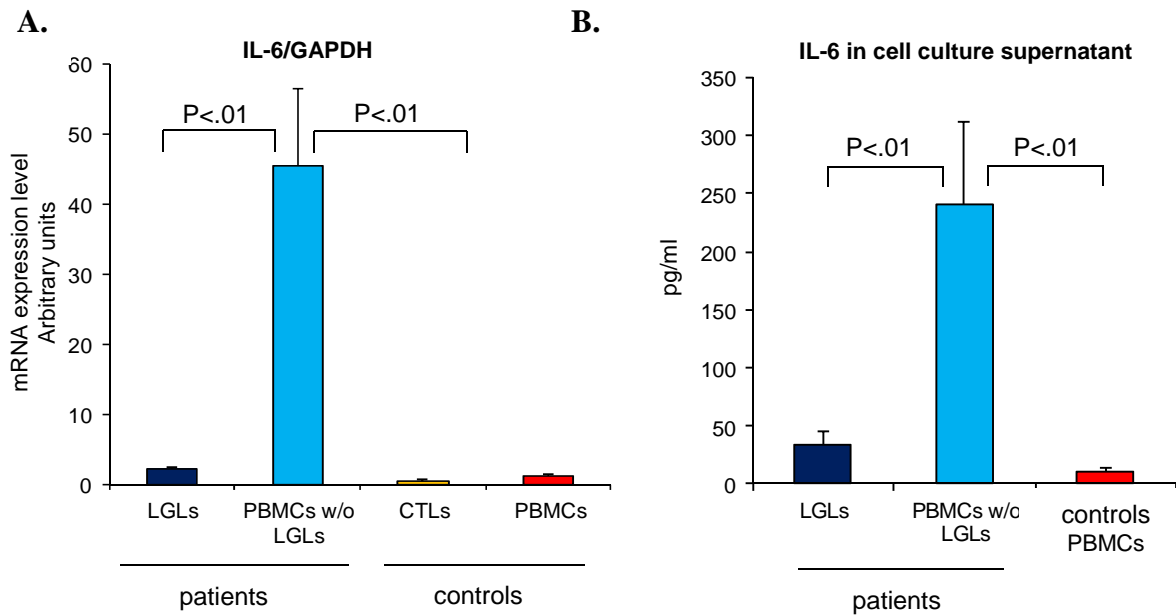 A.
IL-6/GAPDH
60
50
40
30
20
10
0
mRNA expression level
Arbitrary units
P<.01
P<.01
LGLs
PBMCs w/o
LGLs
CTLs
PBMCs
patients
controls
B.
IL-6 in cell culture supernatant
350
300
250
200
150
100
50
0
pg/ml
P<.01
P<.01
LGLs
PBMCs w/o
LGLs
controls
PBMCs
patients